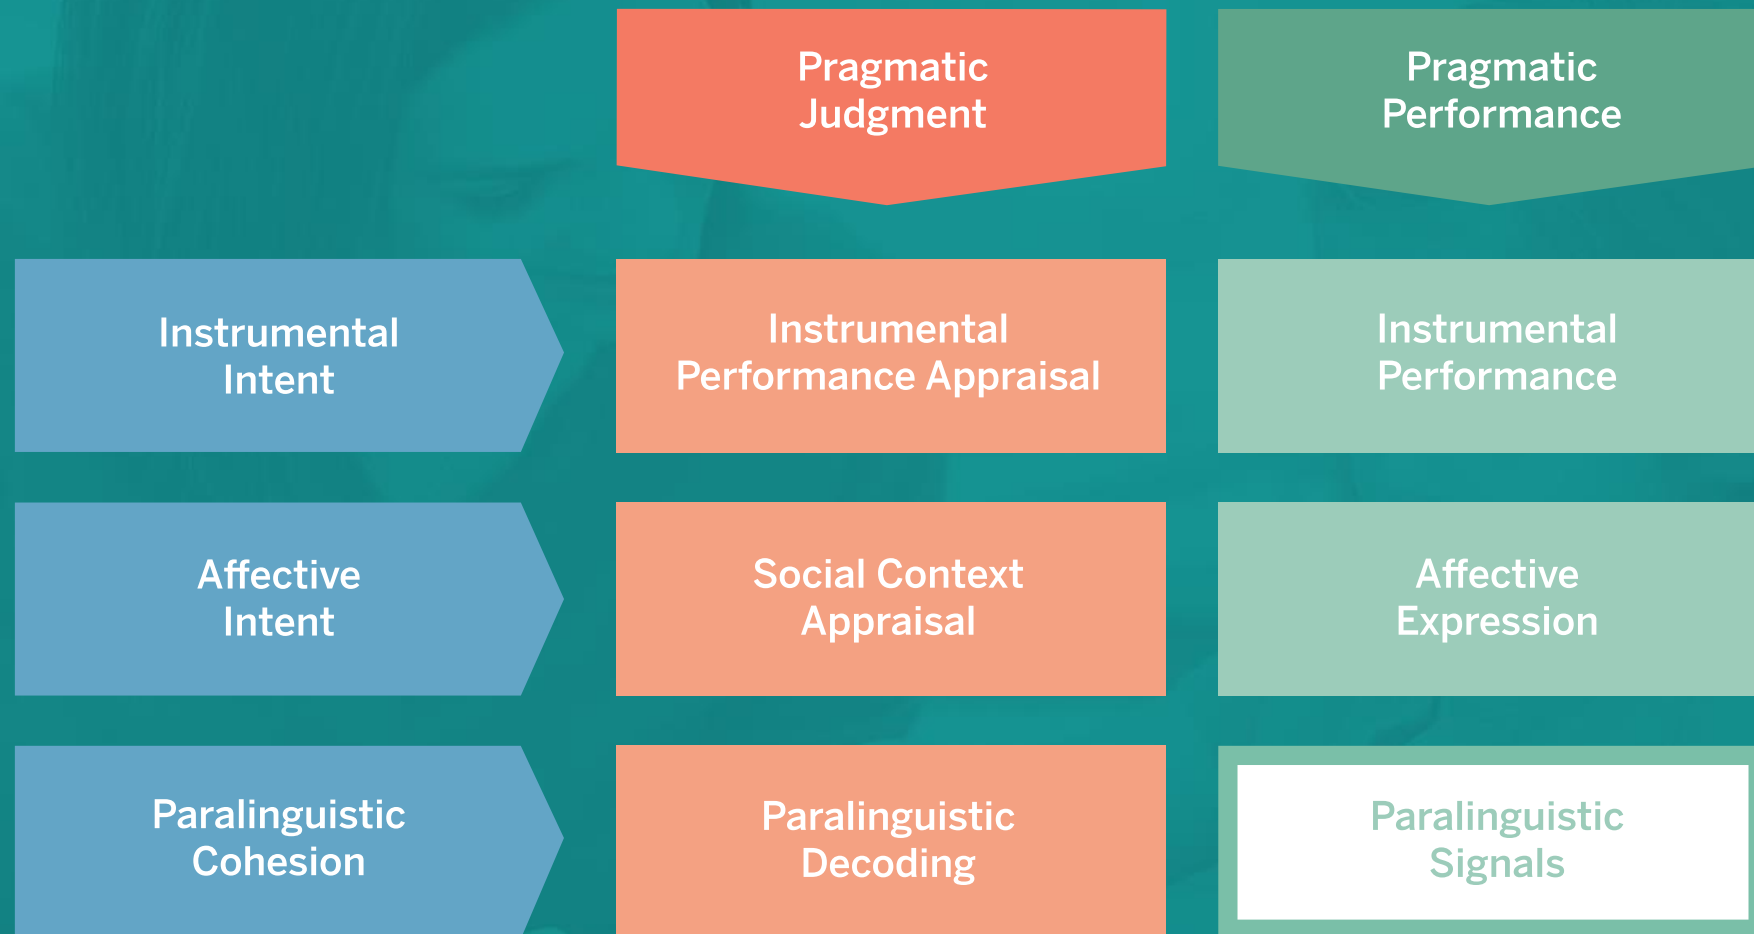 Pragmatic
Judgment
Pragmatic
Performance
Instrumental
Intent
Instrumental
Performance Appraisal
Instrumental
Performance
Affective
Intent
Social Context
Appraisal
Affective
Expression
Paralinguistic
Cohesion
Paralinguistic
Decoding
Paralinguistic
Signals